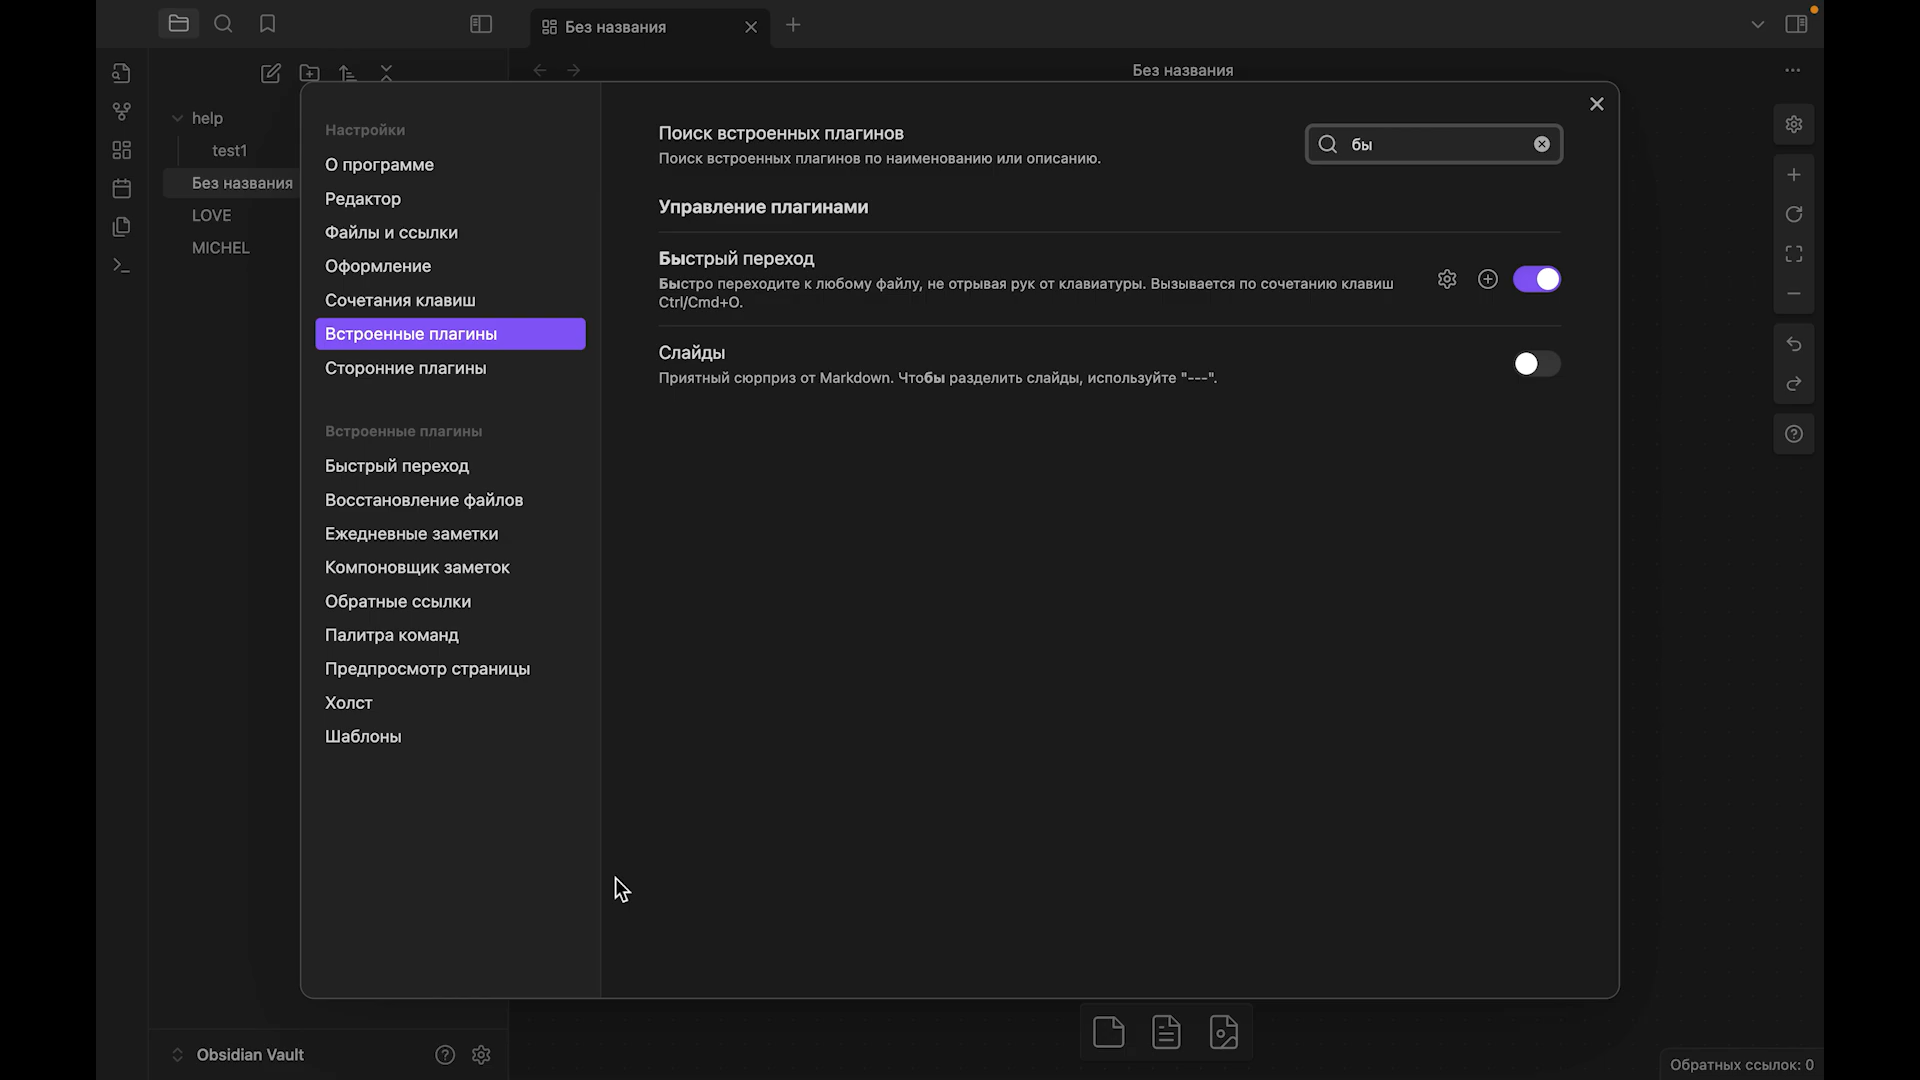 Без названия
Без названия
help
test1
Без названия
LOVE
MICHEL
Настройки
О программе
Редактор
Файлы и ссылки
Оформление
Сочетания клавиш
Встроенные плагины
Сторонние плагины
Встроенные плагины
Быстрый переход
Восстановление файлов
Ежедневные заметки
Компоновщик заметок
Обратные ссылки
Палитра команд
Предпросмотр страницы
Холст
Шаблоны
Поиск встроенных плагинов
Поиск встроенных плагинов по наименованию или описанию.
бы
Управление плагинами
Быстрый переход
Быстро переходите к любому файлу, не отрывая рук от клавиатуры. Вызывается по сочетанию клавиш
Ctrl/Cmd+O.
Слайды
Приятный сюрприз от Markdown. Чтобы разделить слайды, используйте "---".
Obsidian Vault
Обратных ссылок: 0